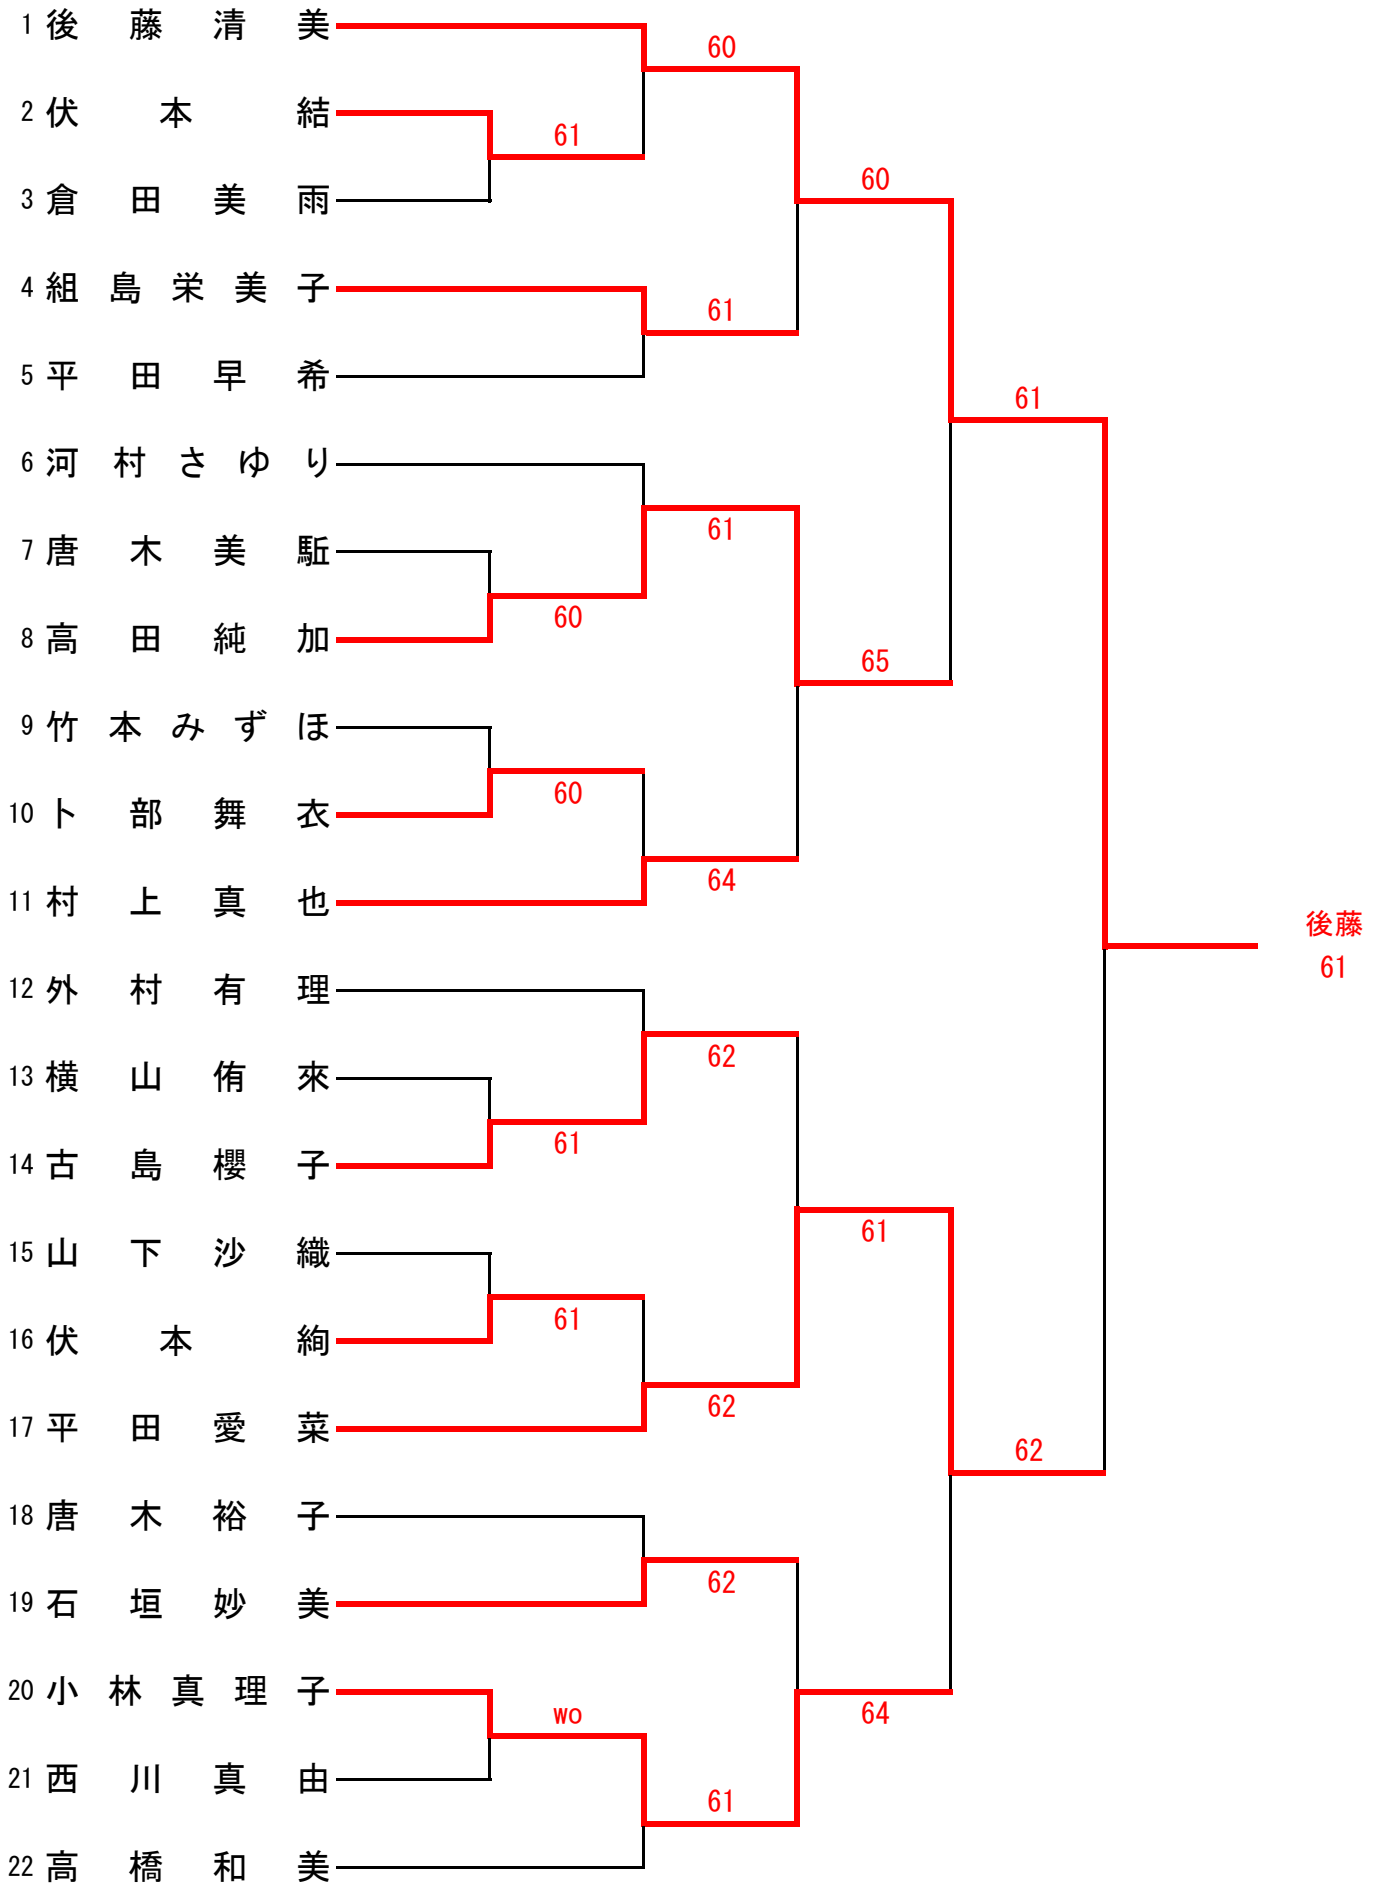 1 後藤清美
60
2 伏本結
61
3 倉田美雨
60
4 組島栄美子
61
5 平田早希
61
6 河村さゆり
61
7 唐木美駈
60
8 高田純加
65
9 竹本みずほ
60
10 卜部舞衣
64
11 村上真也
後藤
61
12 外村有理
62
13 横山侑來
61
14 古島櫻子
61
15 山下沙織
61
16 伏本絢
62
17 平田愛菜
62
18 唐木裕子
62
19 石垣妙美
20 小林真理子
wo
64
21 西川真由
61
22 高橋和美